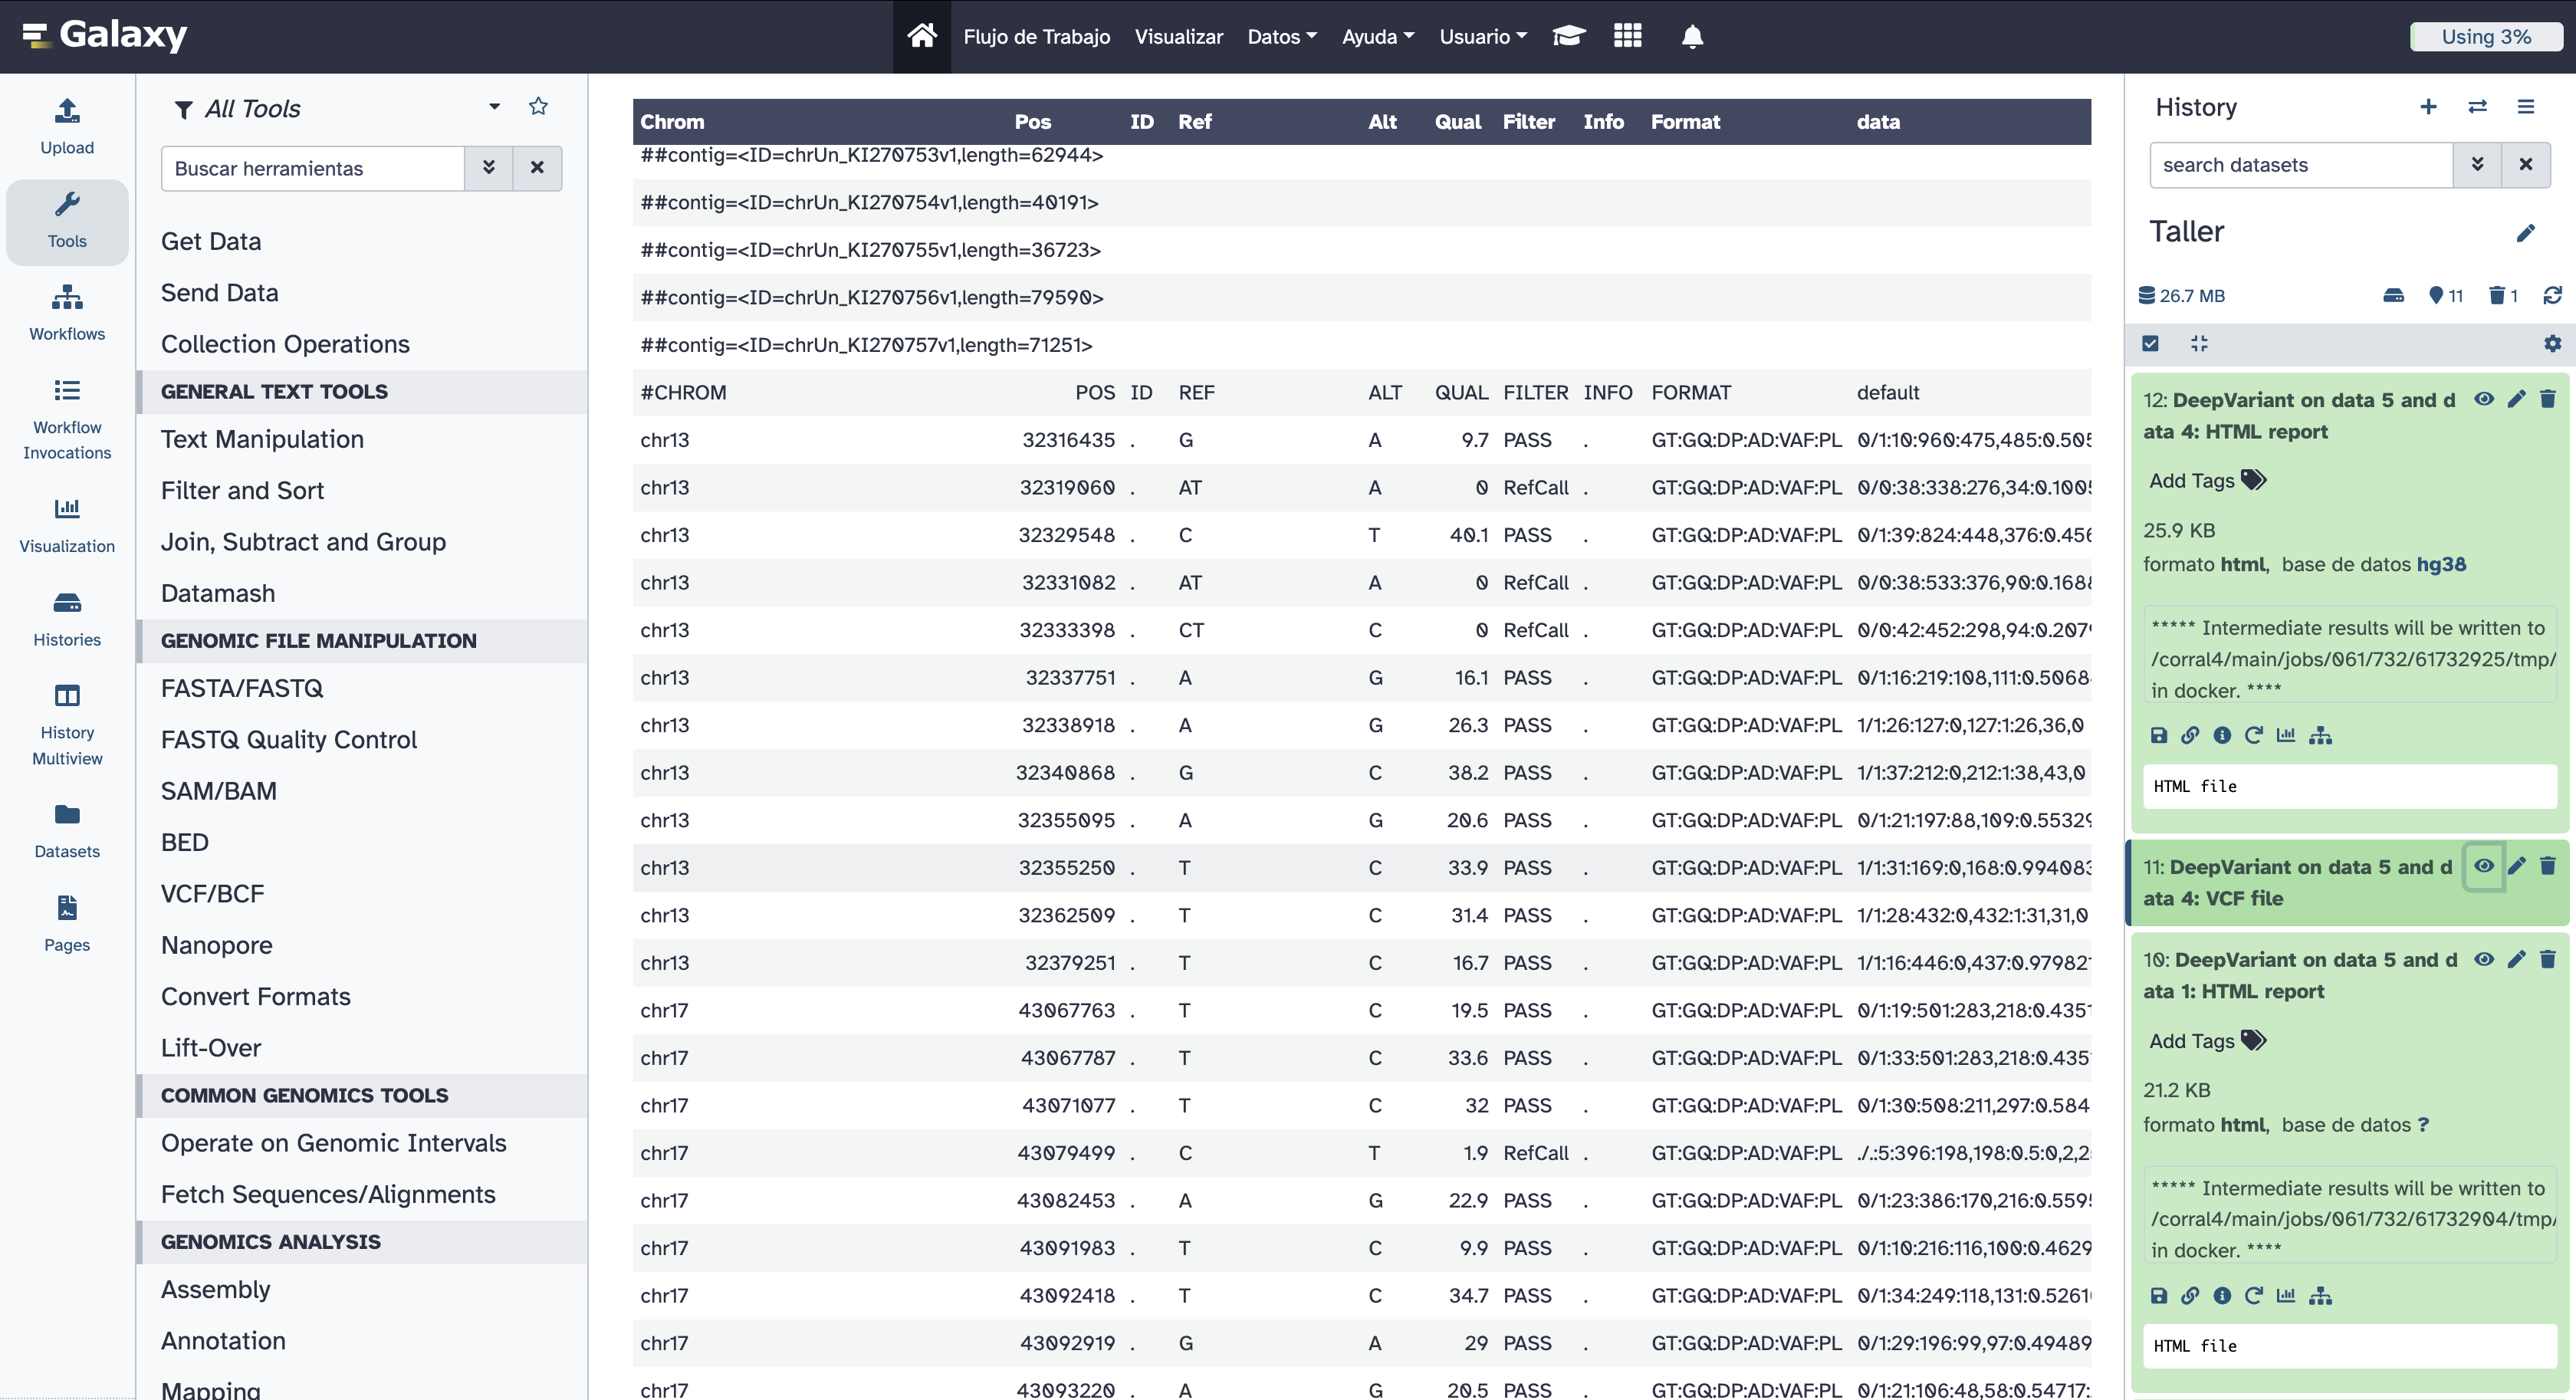 Galaxy
Flujo de Trabajo
Visualizar
Datos
Ayuda
Usuario
Using 3%
Upload
Tools
Workflows
Workflow
Invocations
Visualization
Histories
History
Multiview
Datasets
Pages
All Tools
Buscar herramientas
Get Data
Send Data
Collection Operations
GENERAL TEXT TOOLS
Text Manipulation
Filter and Sort
Join, Subtract and Group
Datamash
GENOMIC FILE MANIPULATION
FASTA/FASTQ
FASTQ Quality Control
SAM/BAM
BED
VCF/BCF
Nanopore
Convert Formats
Lift-Over
COMMON GENOMICS TOOLS
Operate on Genomic Intervals
Fetch Sequences/Alignments
GENOMICS ANALYSIS
Assembly
Annotation
Mapping
Chrom Pos ID Ref Alt Qual Filter Info Format data
##contig=<ID=chrUn_KI270753v1,length=62944>
##contig=<ID=chrUn_KI270754v1,length=40191>
##contig=<ID=chrUn_KI270755v1,length=36723>
##contig=<ID=chrUn_KI270756v1,length=79590>
##contig=<ID=chrUn_KI270757v1,length=71251>
#CHROM POS ID REF ALT QUAL FILTER INFO FORMAT default
chr13 32316435 . G A 9.7 PASS . GT:GQ:DP:AD:VAF:PL 0/1:10:960:475,485:0.505
chr13 32319060 . AT A 0 RefCall . GT:GQ:DP:AD:VAF:PL 0/0:38:338:276,34:0.1005
chr13 32329548 . C T 40.1 PASS . GT:GQ:DP:AD:VAF:PL 0/1:39:824:448,376:0.456
chr13 32331082 . AT A 0 RefCall . GT:GQ:DP:AD:VAF:PL 0/0:38:533:376,90:0.1688
chr13 32333398 . CT C 0 RefCall . GT:GQ:DP:AD:VAF:PL 0/0:42:452:298,94:0.2079
chr13 32337751 . A G 16.1 PASS . GT:GQ:DP:AD:VAF:PL 0/1:16:219:108,111:0.5068
chr13 32338918 . A G 26.3 PASS . GT:GQ:DP:AD:VAF:PL 1/1:26:127:0,127:1:26,36,0
chr13 32340868 . G C 38.2 PASS . GT:GQ:DP:AD:VAF:PL 1/1:37:212:0,212:1:38,43,0
chr13 32355095 . A G 20.6 PASS . GT:GQ:DP:AD:VAF:PL 0/1:21:197:88,109:0.55329
chr13 32355250 . T C 33.9 PASS . GT:GQ:DP:AD:VAF:PL 1/1:31:169:0,168:0.994083
chr13 32362509 . T C 31.4 PASS . GT:GQ:DP:AD:VAF:PL 1/1:28:432:0,432:1:31,31,0
chr13 32379251 . T C 16.7 PASS . GT:GQ:DP:AD:VAF:PL 1/1:16:446:0,437:0.97982
chr17 43067763 . T C 19.5 PASS . GT:GQ:DP:AD:VAF:PL 0/1:19:501:283,218:0.4351
chr17 43067787 . T C 33.6 PASS . GT:GQ:DP:AD:VAF:PL 0/1:33:501:283,218:0.435
chr17 43071077 . T C 32 PASS . GT:GQ:DP:AD:VAF:PL 0/1:30:508:211,297:0.584
chr17 43079499 . C T 1.9 RefCall . GT:GQ:DP:AD:VAF:PL ./.:5:396:198,198:0.5:0,2,2
chr17 43082453 . A G 22.9 PASS . GT:GQ:DP:AD:VAF:PL 0/1:23:386:170,216:0.559
chr17 43091983 . T C 9.9 PASS . GT:GQ:DP:AD:VAF:PL 0/1:10:216:116,100:0.4629
chr17 43092418 . T C 34.7 PASS . GT:GQ:DP:AD:VAF:PL 0/1:34:249:118,131:0.5261
chr17 43092919 . G A 29 PASS . GT:GQ:DP:AD:VAF:PL 0/1:29:196:99,97:0.49489
chr17 43093220 . A G 20.5 PASS . GT:GQ:DP:AD:VAF:PL 0/1:21:106:48,58:0.54717
History
search datasets
Taller
26.7 MB
11
1
12: DeepVariant on data 5 and d
ata 4: HTML report
Add Tags
25.9 KB
formato html, base de datos hg38
***** Intermediate results will be written to
/corral4/main/jobs/061/732/61732925/tmp/
in docker. ****
HTML file
11: DeepVariant on data 5 and d
ata 4: VCF file
10: DeepVariant on data 5 and d
ata 1: HTML report
Add Tags
21.2 KB
formato html, base de datos ?
***** Intermediate results will be written to
/corral4/main/jobs/061/732/61732904/tmp/
in docker. ****
HTML file